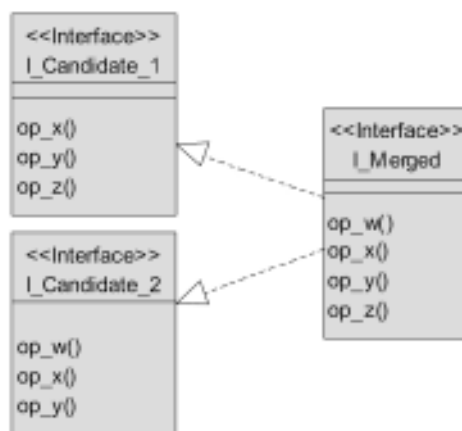 <<Interface>>
I_Candidate_1
op_x()
op_y()
op_z()
<<Interface>>
I_Candidate_2
op_w()
op_x()
op_y()
<<Interface>>
I_Merged
op_w()
op_x()
op_y()
op_z()